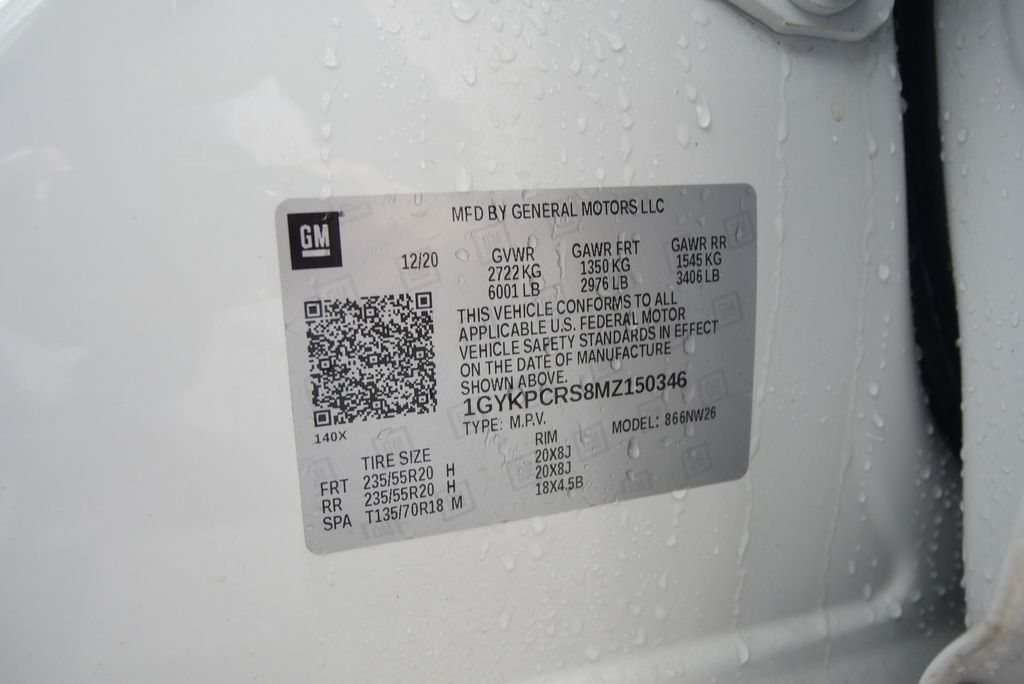 GM
MFD BY GENERAL MOTORS LLC
12/20
GVWR GAWR FRT GAWR RR
2722 KG 1350 KG 1545 KG
6001 LB 2976 LB 3406 LB
THIS VEHICLE CONFORMS TO ALL
APPLICABLE U.S. FEDERAL MOTOR
VEHICLE SAFETY STANDARDS IN EFFECT
ON THE DATE OF MANUFACTURE
SHOWN ABOVE.
1GYKPCRS8MZ150346
TYPE: M.P.V. MODEL: 866NW26
140X
TIRE SIZE RIM
FRT 235/55R20 H 20X8J
RR 235/55R20 H 20X8J
SPA T135/70R18 M 18X4.5B